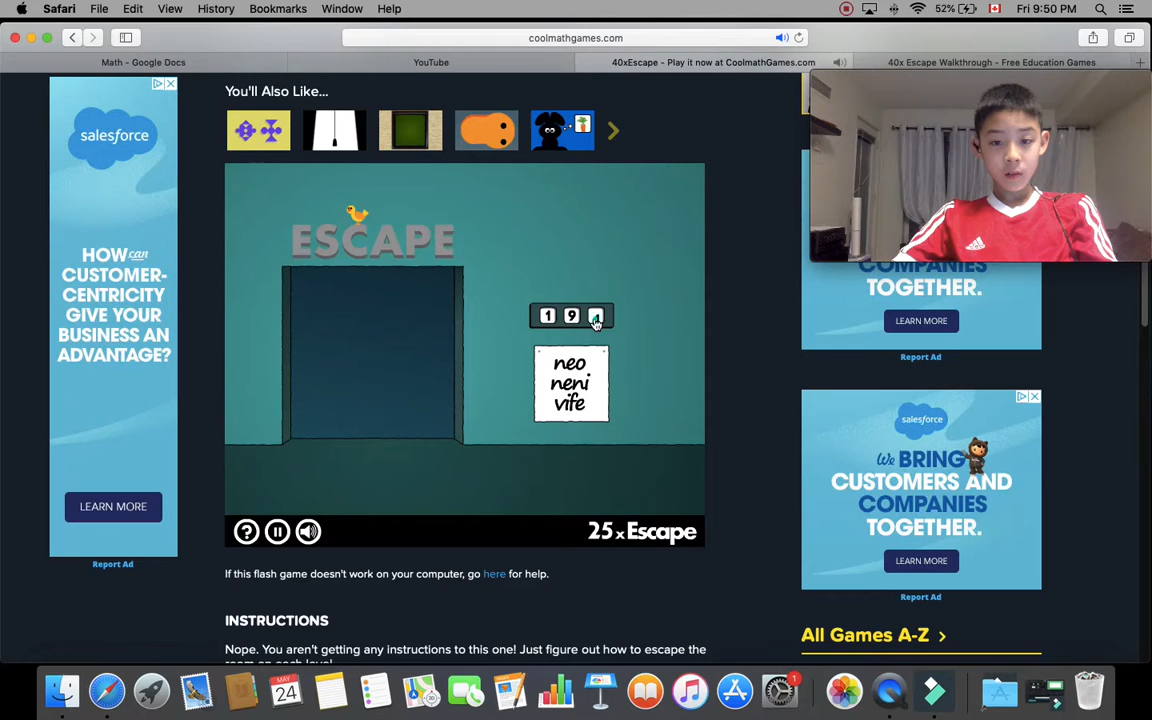 Safari File Edit View History Bookmarks Window Help
52% Fri 9:50 PM
coolmathgames.com
Math - Google Docs
YouTube
40xEscape - Play it now at CoolmathGames.com
40x Escape Walkthrough - Free Education Games
You'll Also Like...
salesforce
HOW can
CUSTOMER-
CENTRICITY
GIVE YOUR
BUSINESS AN
ADVANTAGE?
LEARN MORE
Report Ad
ESCAPE
1 9
neo
neni
vife
25xEscape
If this flash game doesn't work on your computer, go here for help.
INSTRUCTIONS
Nope. You aren't getting any instructions to this one! Just figure out how to escape the
COMPANIES
TOGETHER.
LEARN MORE
Report Ad
salesforce
We BRING
CUSTOMERS AND
COMPANIES
TOGETHER.
LEARN MORE
Report Ad
All Games A-Z >
MAY
24
1